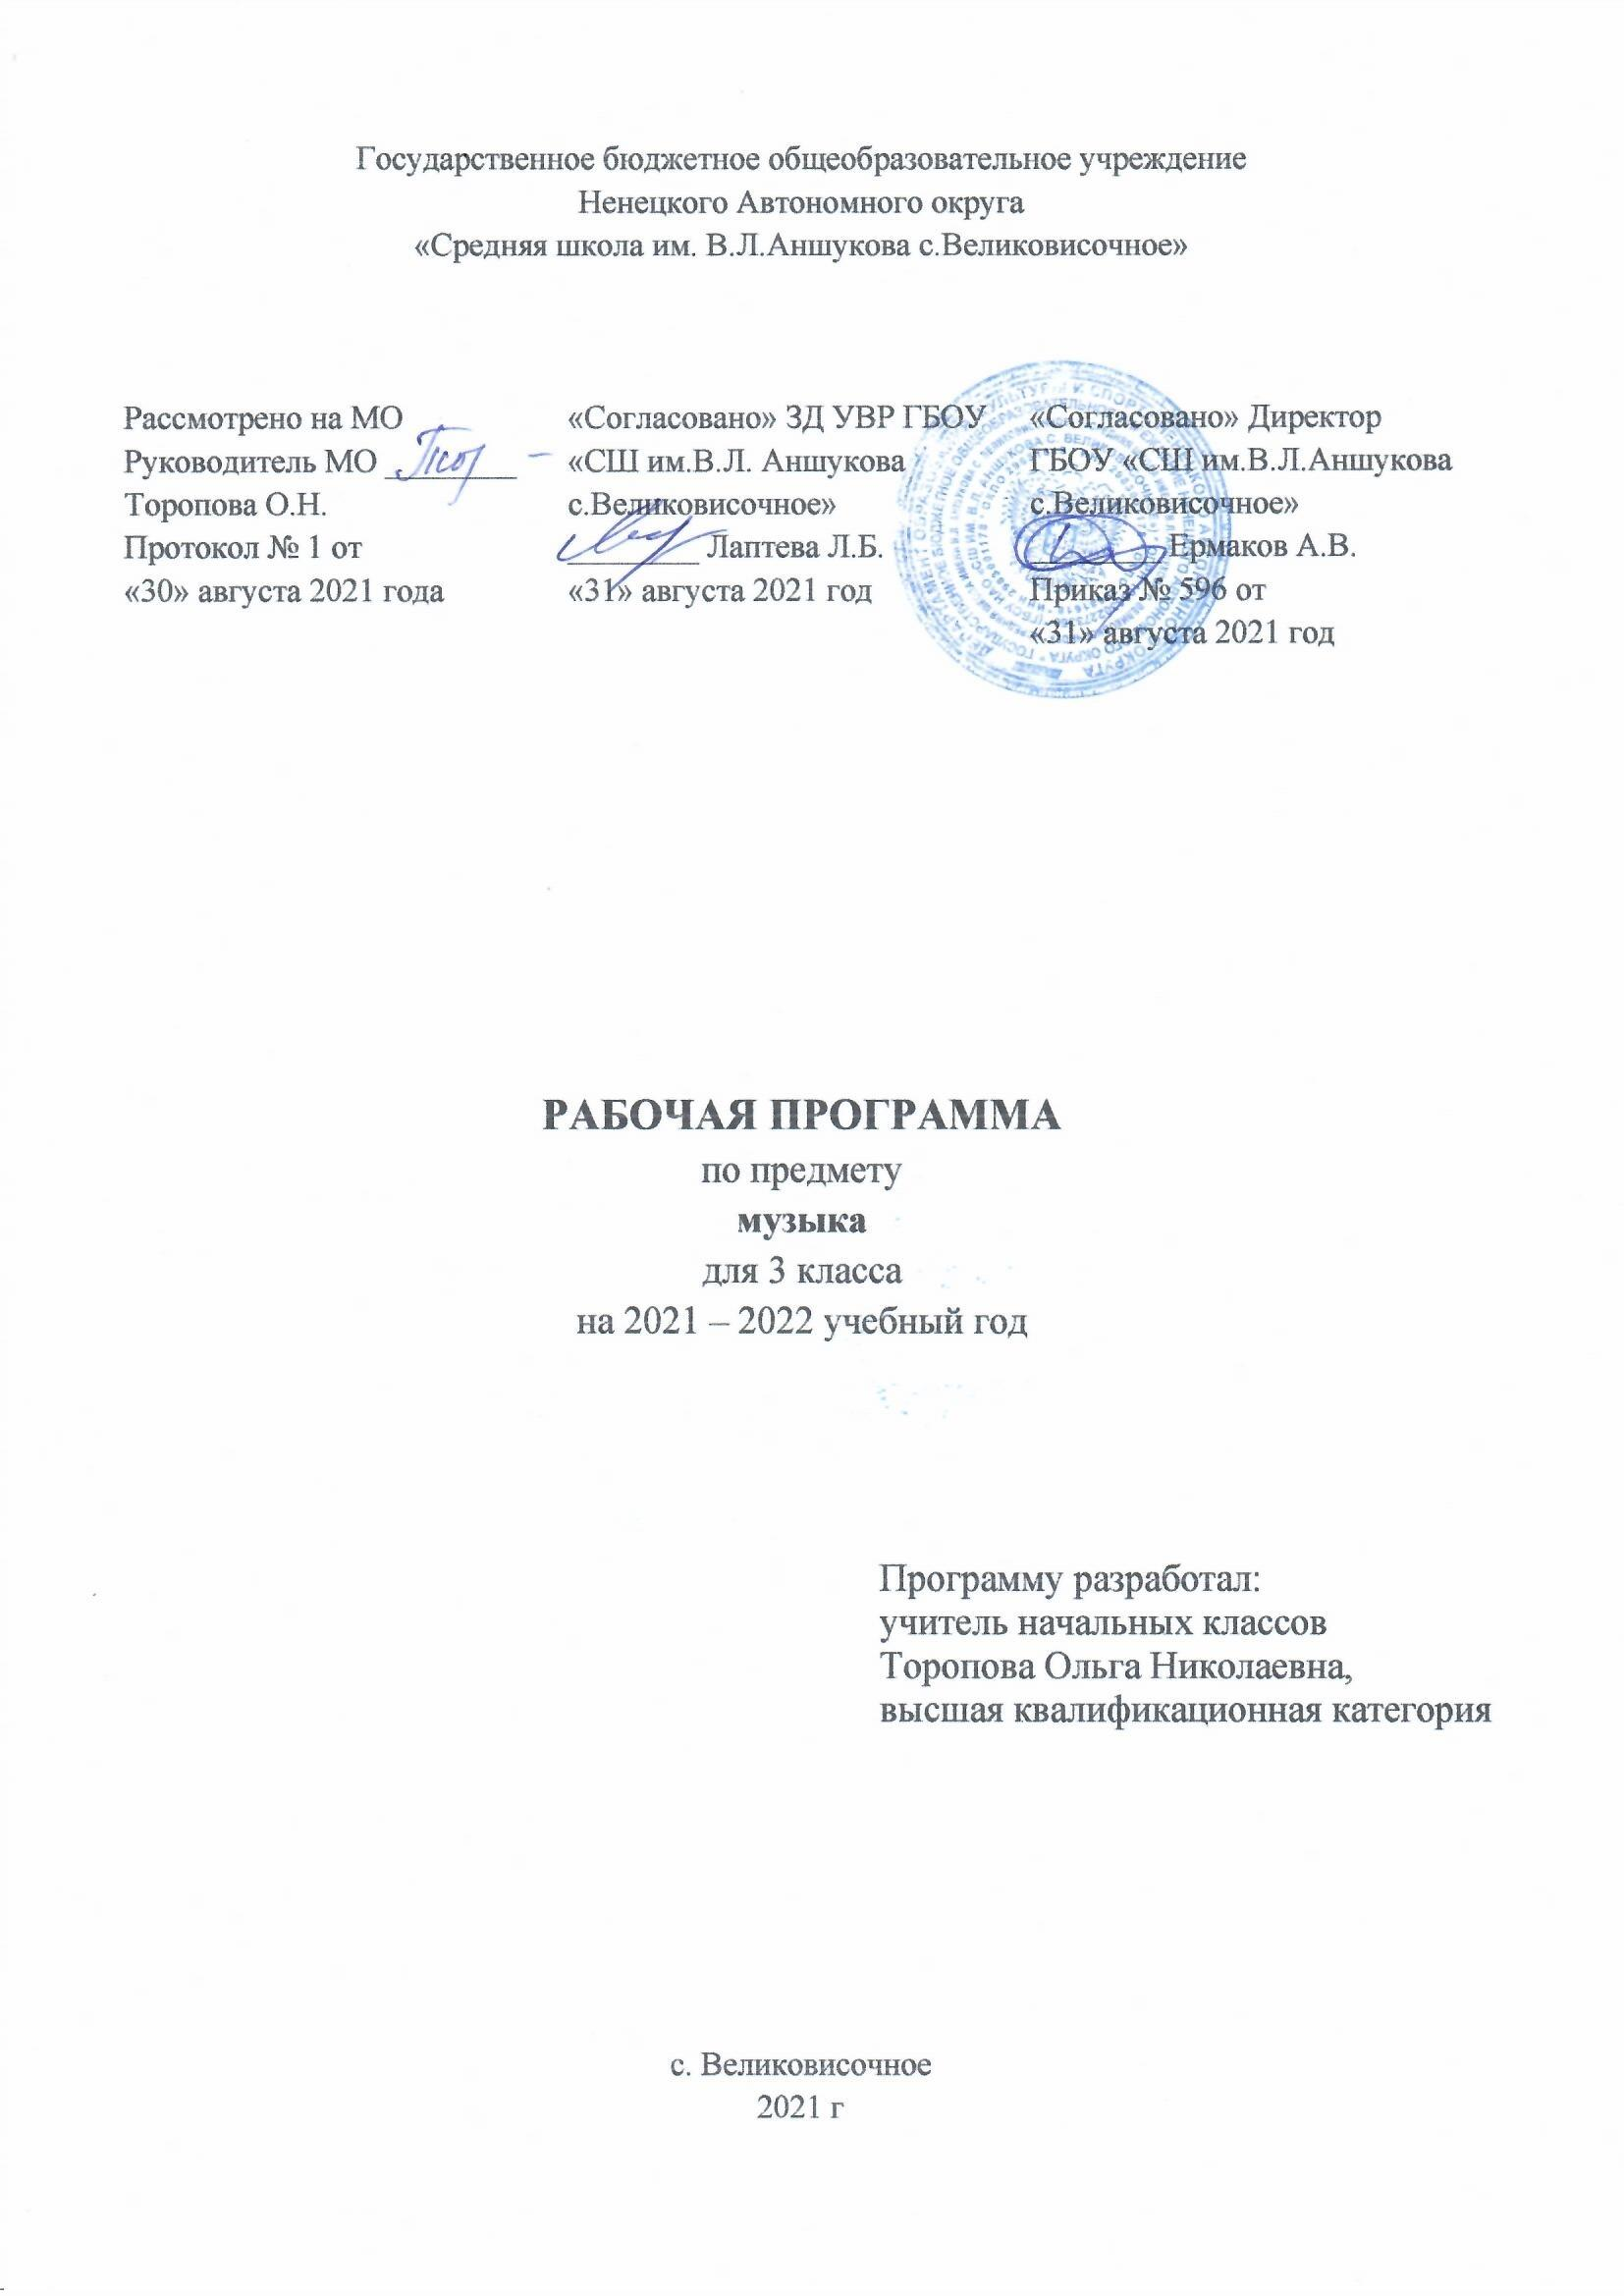 Государственное бюджетное общеобразовательное учреждение
Ненецкого Автономного округа
«Средняя школа им. В.Л.Аншукова с.Великовисочное»
Рассмотрено на МО
Руководитель МО ________
Торопова О.Н.
Протокол № 1 от
«30» августа 2021 года
«Согласовано» ЗД УВР ГБОУ
«СШ им.В.Л. Аншукова
с.Великовисочное»
________ Лаптева Л.Б.
«31» августа 2021 год
«Согласовано» Директор
ГБОУ «СШ им.В.Л.Аншукова
с.Великовисочное»
________ Ермаков А.В.
Приказ № 596 от
«31» августа 2021 год
РАБОЧАЯ ПРОГРАММА
по предмету
музыка
для 3 класса
на 2021 – 2022 учебный год
Программу разработал:
учитель начальных классов
Торопова Ольга Николаевна,
высшая квалификационная категория
с. Великовисочное
2021 г